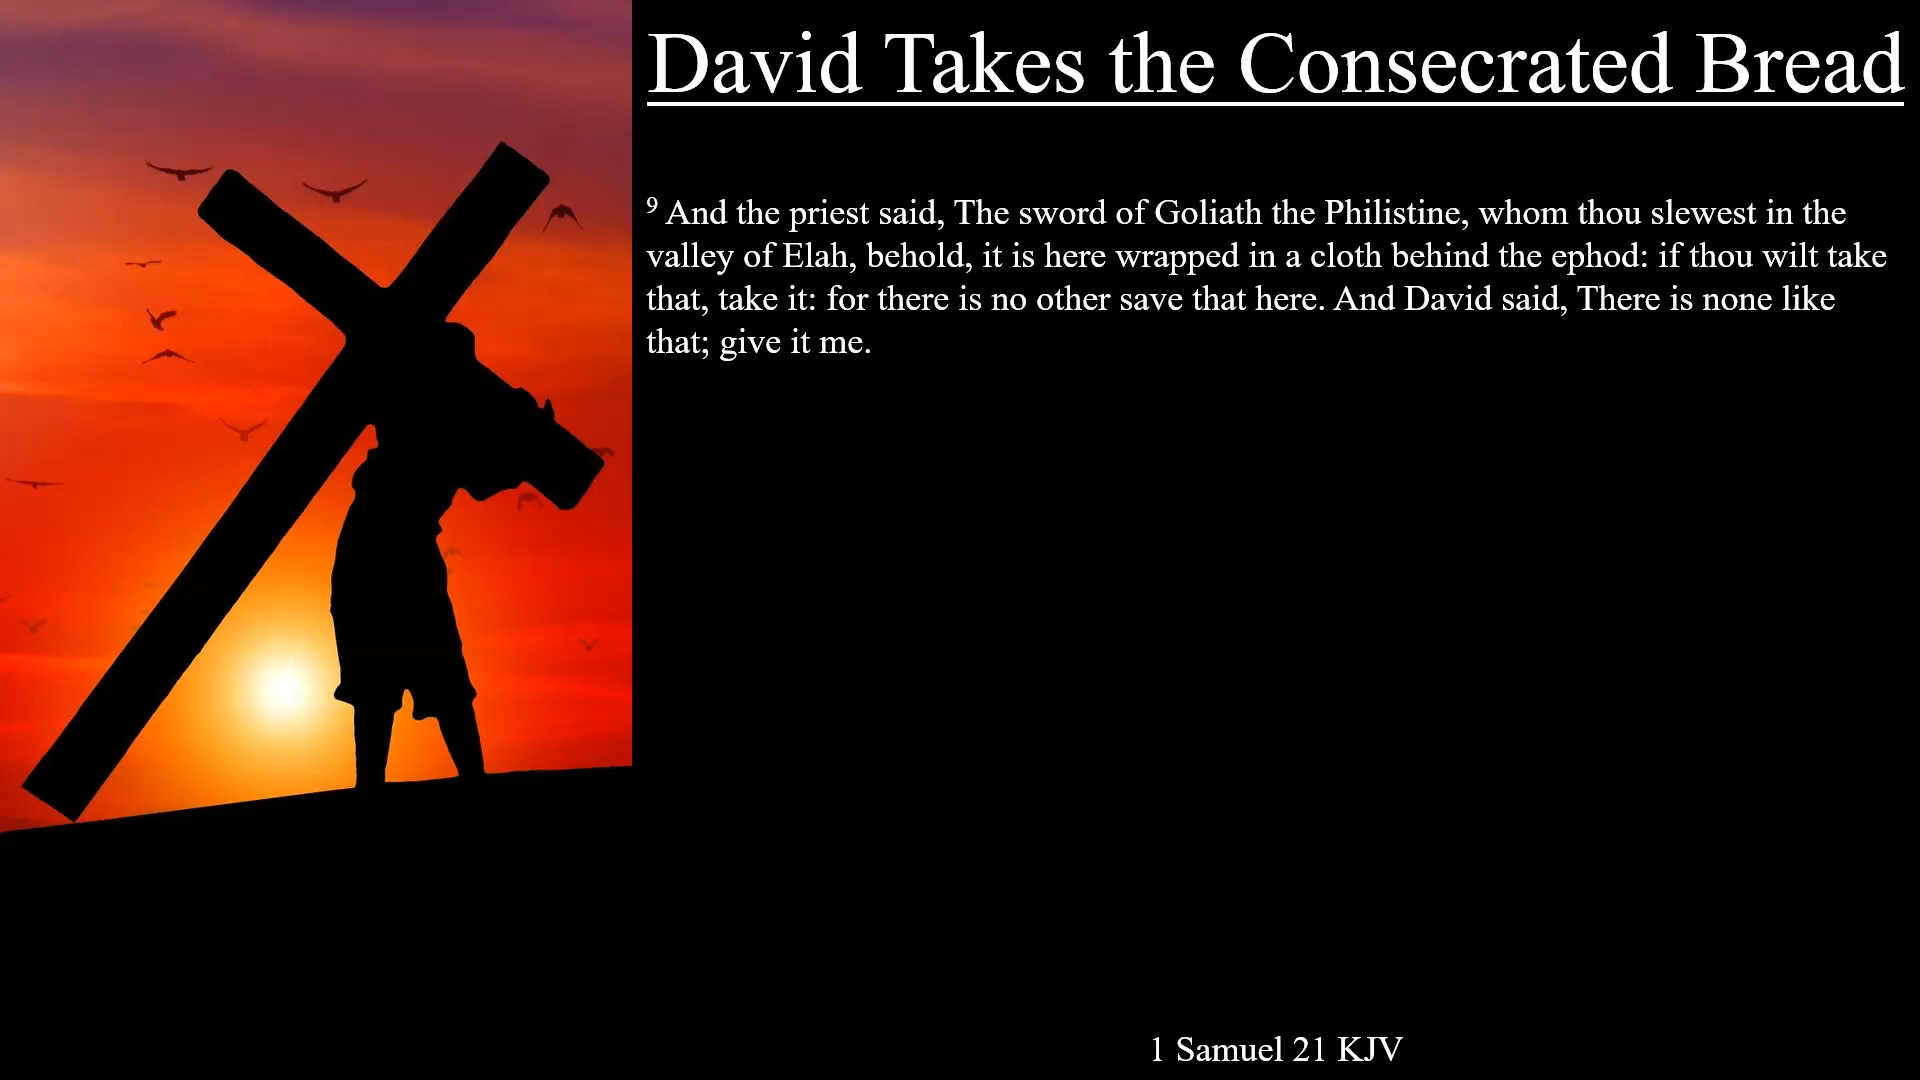 David Takes the Consecrated Bread
9 And the priest said, The sword of Goliath the Philistine, whom thou slewest in the
valley of Elah, behold, it is here wrapped in a cloth behind the ephod: if thou wilt take
that, take it: for there is no other save that here. And David said, There is none like
that; give it me.
1 Samuel 21 KJV